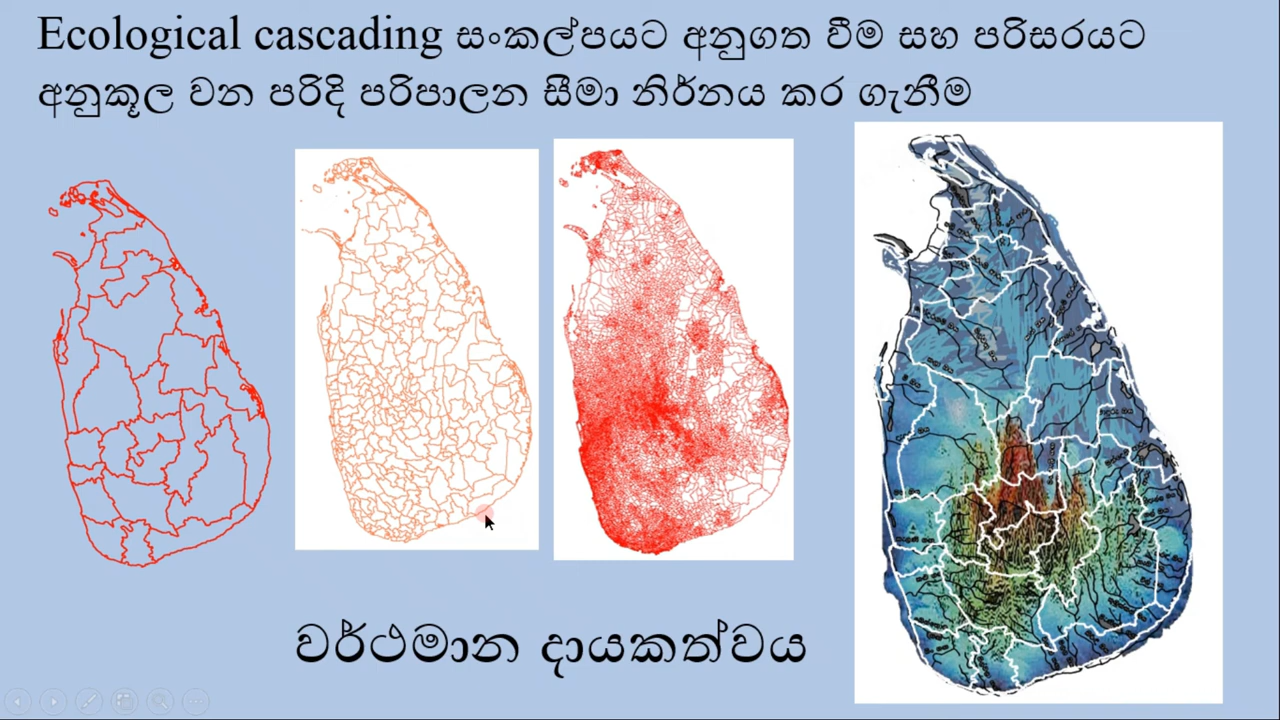 Ecological cascading සංකල්පයට අනුගත වීම සහ පරිසරයට
අනුකූල වන පරිදි පරිපාලන සීමා නිර්නය කර ගැනීම
වර්ථමාන දායකත්වය